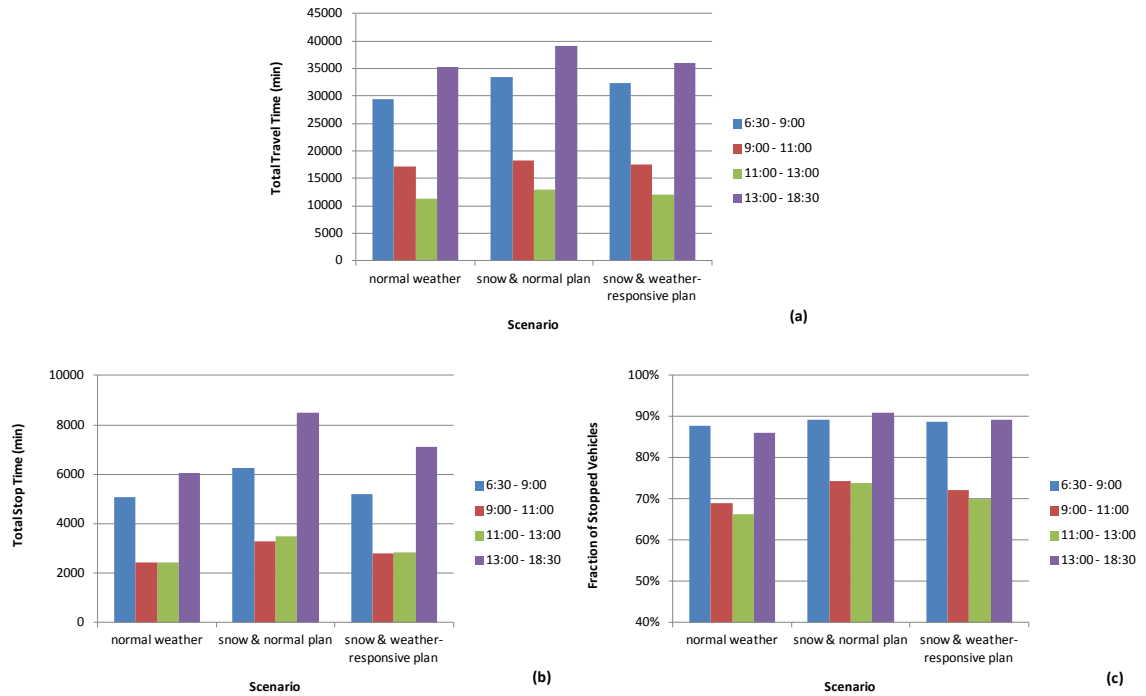 45000
40000
35000
30000
25000
20000
15000
10000
5000
0
Total Travel Time (min)
normal weather
snow & normal plan
snow & weather-
responsive plan
Scenario
6:30 - 9:00
9:00 - 11:00
11:00 - 13:00
13:00 - 18:30
(a)
10000
8000
6000
4000
2000
0
Total Stop Time (min)
normal weather
snow & normal plan
snow & weather-
responsive plan
Scenario
6:30 - 9:00
9:00 - 11:00
11:00 - 13:00
13:00 - 18:30
(b)
100%
90%
80%
70%
60%
50%
40%
Fraction of Stopped Vehicles
normal weather
snow & normal plan
snow & weather-
responsive plan
Scenario
6:30 - 9:00
9:00 - 11:00
11:00 - 13:00
13:00 - 18:30
(c)